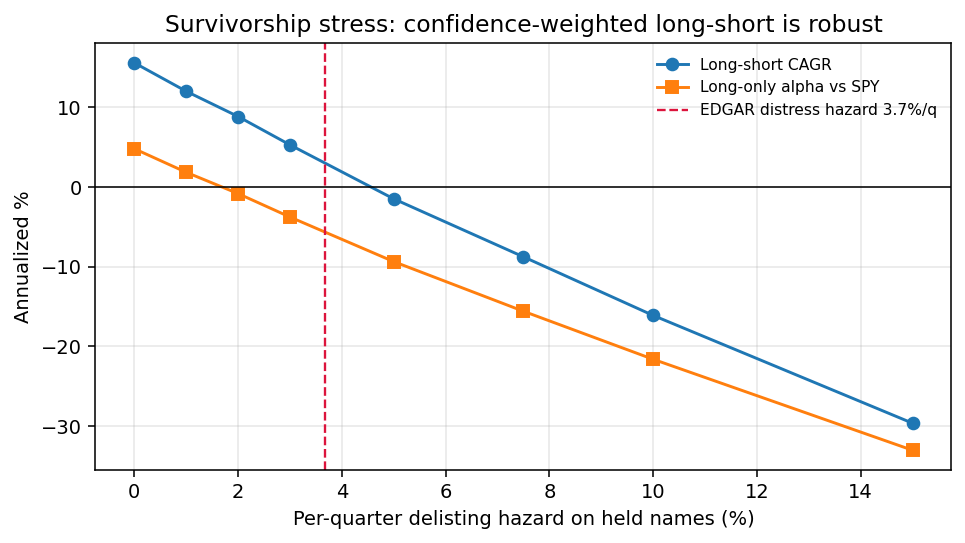 Survivorship stress: confidence-weighted long-short is robust
Long-short CAGR
Long-only alpha vs SPY
EDGAR distress hazard 3.7%/q
Annualized %
10
0
−10
−20
−30
0 2 4 6 8 10 12 14
Per-quarter delisting hazard on held names (%)